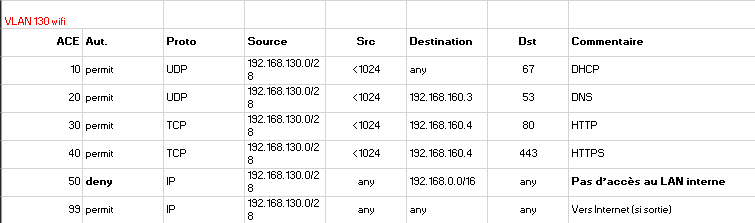 VLAN 130 wifi
ACE Aut. Proto Source Src Destination Dst Commentaire
10 permit UDP 192.168.130.0/28 <1024 any 67 DHCP
20 permit UDP 192.168.130.0/28 <1024 192.168.160.3 53 DNS
30 permit TCP 192.168.130.0/28 <1024 192.168.160.4 80 HTTP
40 permit TCP 192.168.130.0/28 <1024 192.168.160.4 443 HTTPS
50 deny IP 192.168.130.0/28 any 192.168.0.0/16 any Pas d'accès au LAN interne
99 permit IP 192.168.130.0/28 any any any Vers Internet (si sortie)